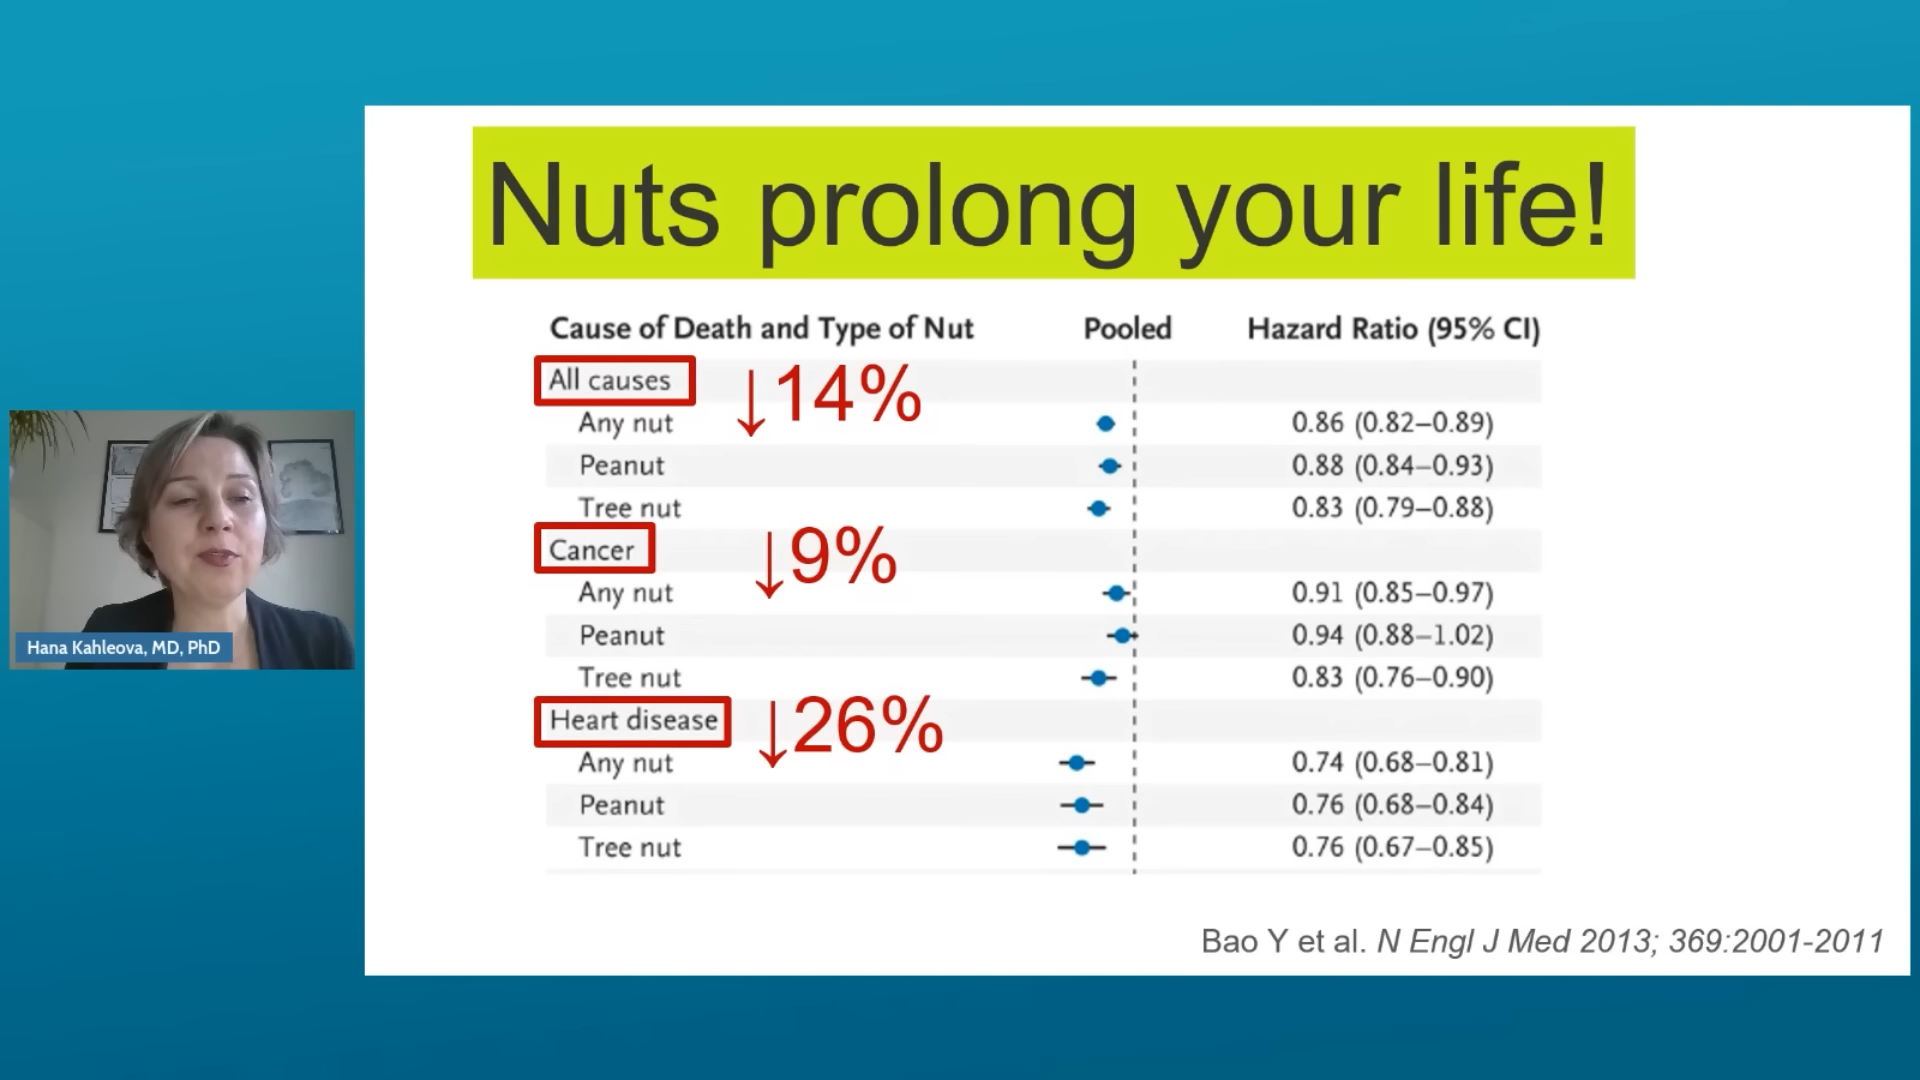 Nuts prolong your life!
Cause of Death and Type of Nut Pooled Hazard Ratio (95% CI)
All causes ↓14%
Any nut 0.86 (0.82–0.89)
Peanut 0.88 (0.84–0.93)
Tree nut 0.83 (0.79–0.88)
Cancer ↓9%
Any nut 0.91 (0.85–0.97)
Peanut 0.94 (0.88–1.02)
Tree nut 0.83 (0.76–0.90)
Heart disease ↓26%
Any nut 0.74 (0.68–0.81)
Peanut 0.76 (0.68–0.84)
Tree nut 0.76 (0.67–0.85)
Bao Y et al. N Engl J Med 2013; 369:2001-2011
Hana Kahleova, MD, PhD